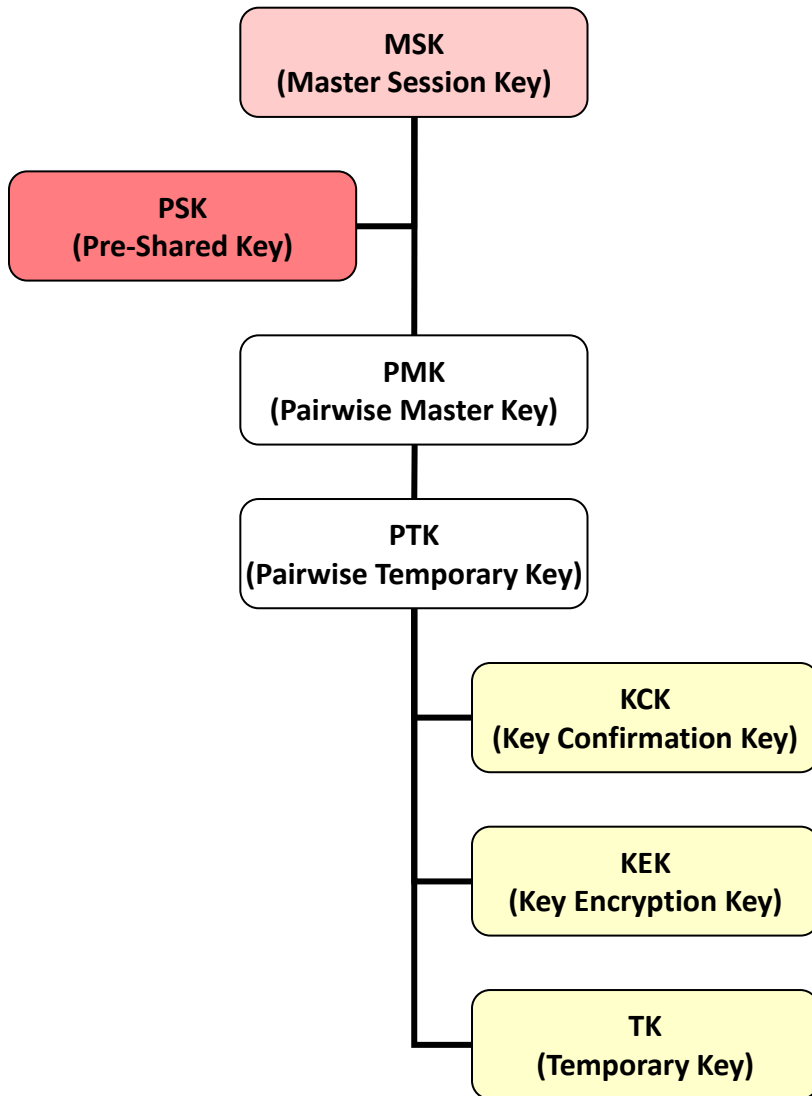 MSK
(Master Session Key)
PSK
(Pre-Shared Key)
PMK
(Pairwise Master Key)
PTK
(Pairwise Temporary Key)
KCK
(Key Confirmation Key)
KEK
(Key Encryption Key)
TK
(Temporary Key)